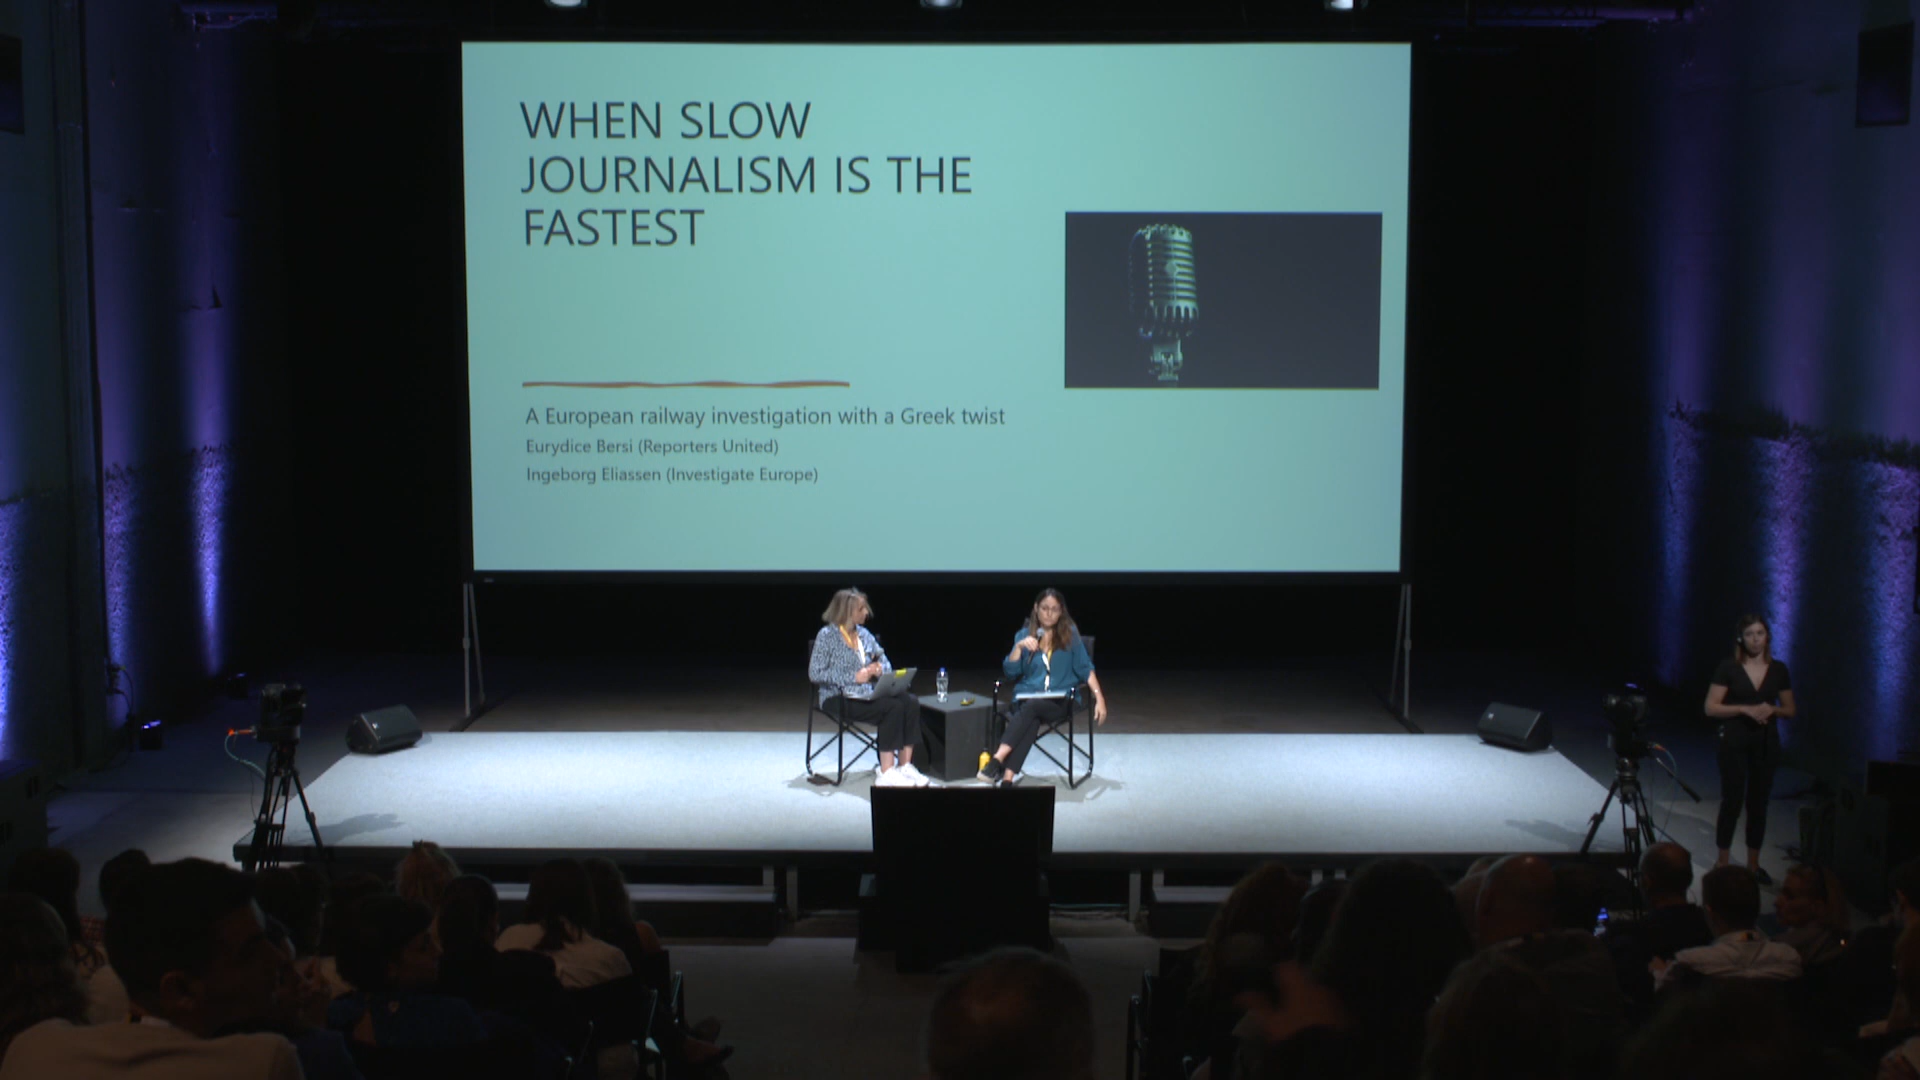 WHEN SLOW
JOURNALISM IS THE
FASTEST
A European railway investigation with a Greek twist
Eurydice Bersi (Reporters United)
Ingeborg Eliassen (Investigate Europe)